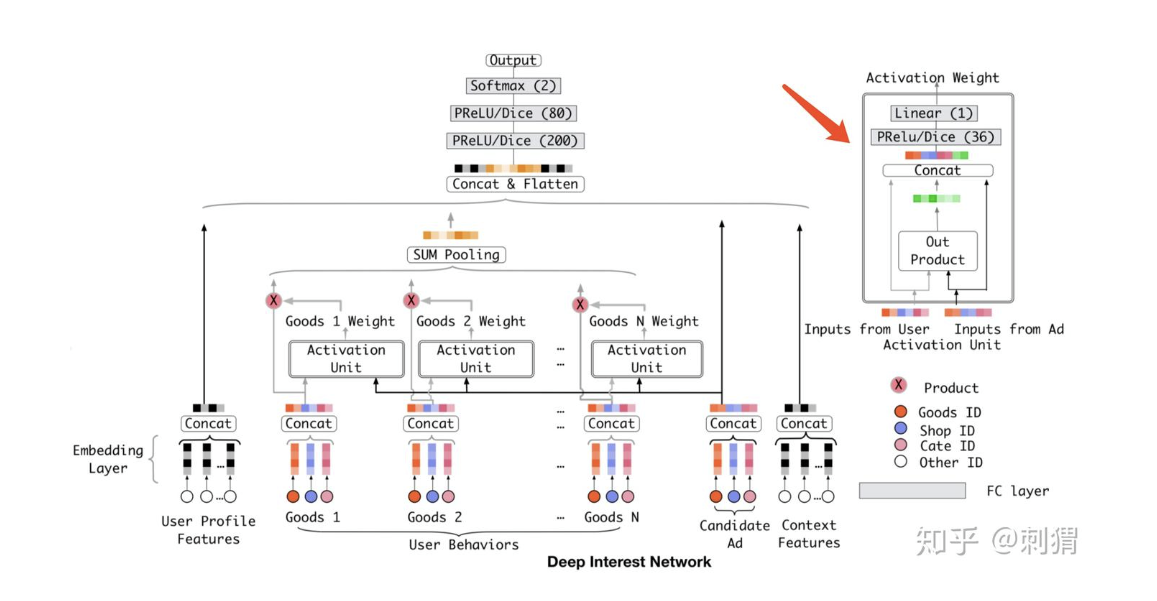 Output
Softmax (2)
PReLU/Dice (80)
PReLU/Dice (200)
Concat & Flatten
SUM Pooling
X
X
X
Goods 1 Weight
Goods 2 Weight
Goods N Weight
Activation
Unit
Activation
Unit
...
...
Activation
Unit
Concat
Concat
Concat
...
...
Concat
Concat
Concat
Embedding
Layer
...
...
...
...
...
User Profile
Features
Goods 1
Goods 2
...
Goods N
User Behaviors
Candidate
Ad
Context
Features
Deep Interest Network
Activation Weight
Linear (1)
PRelu/Dice (36)
Concat
Out
Product
Inputs from User
Inputs from Ad
Activation Unit
X
Product
Goods ID
Shop ID
Cate ID
Other ID
FC layer
知乎 @刺猬